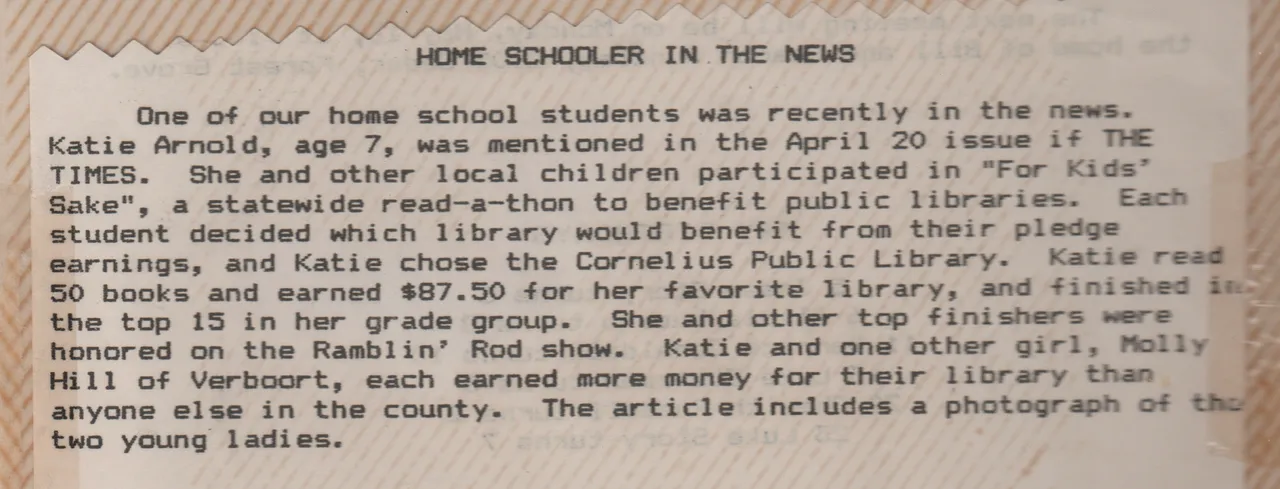 HOME SCHOOLER IN THE NEWS
One of our home school students was recently in the news.
Katie Arnold, age 7, was mentioned in the April 20 issue if THE
TIMES. She and other local children participated in "For Kids'
Sake", a statewide read-a-thon to benefit public libraries. Each
student decided which library would benefit from their pledge
earnings, and Katie chose the Cornelius Public Library. Katie read
50 books and earned $87.50 for her favorite library, and finished in
the top 15 in her grade group. She and other top finishers were
honored on the Ramblin' Rod show. Katie and one other girl, Molly
Hill of Verboort, each earned more money for their library than
anyone else in the county. The article includes a photograph of the
two young ladies.